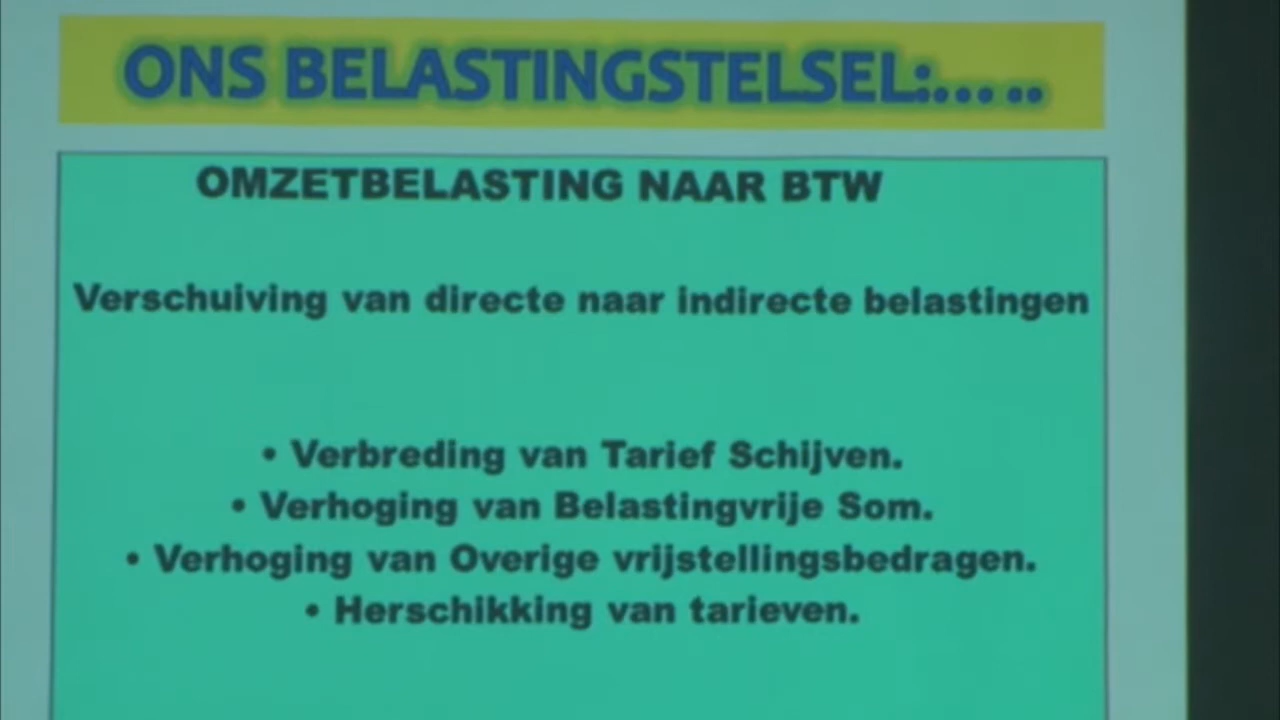 ONS BELASTINGSTELSEL:.....
OMZETBELASTING NAAR BTW
Verschuiving van directe naar indirecte belastingen
• Verbreding van Tarief Schijven.
• Verhoging van Belastingvrije Som.
• Verhoging van Overige vrijstellingsbedragen.
• Herschikking van tarieven.